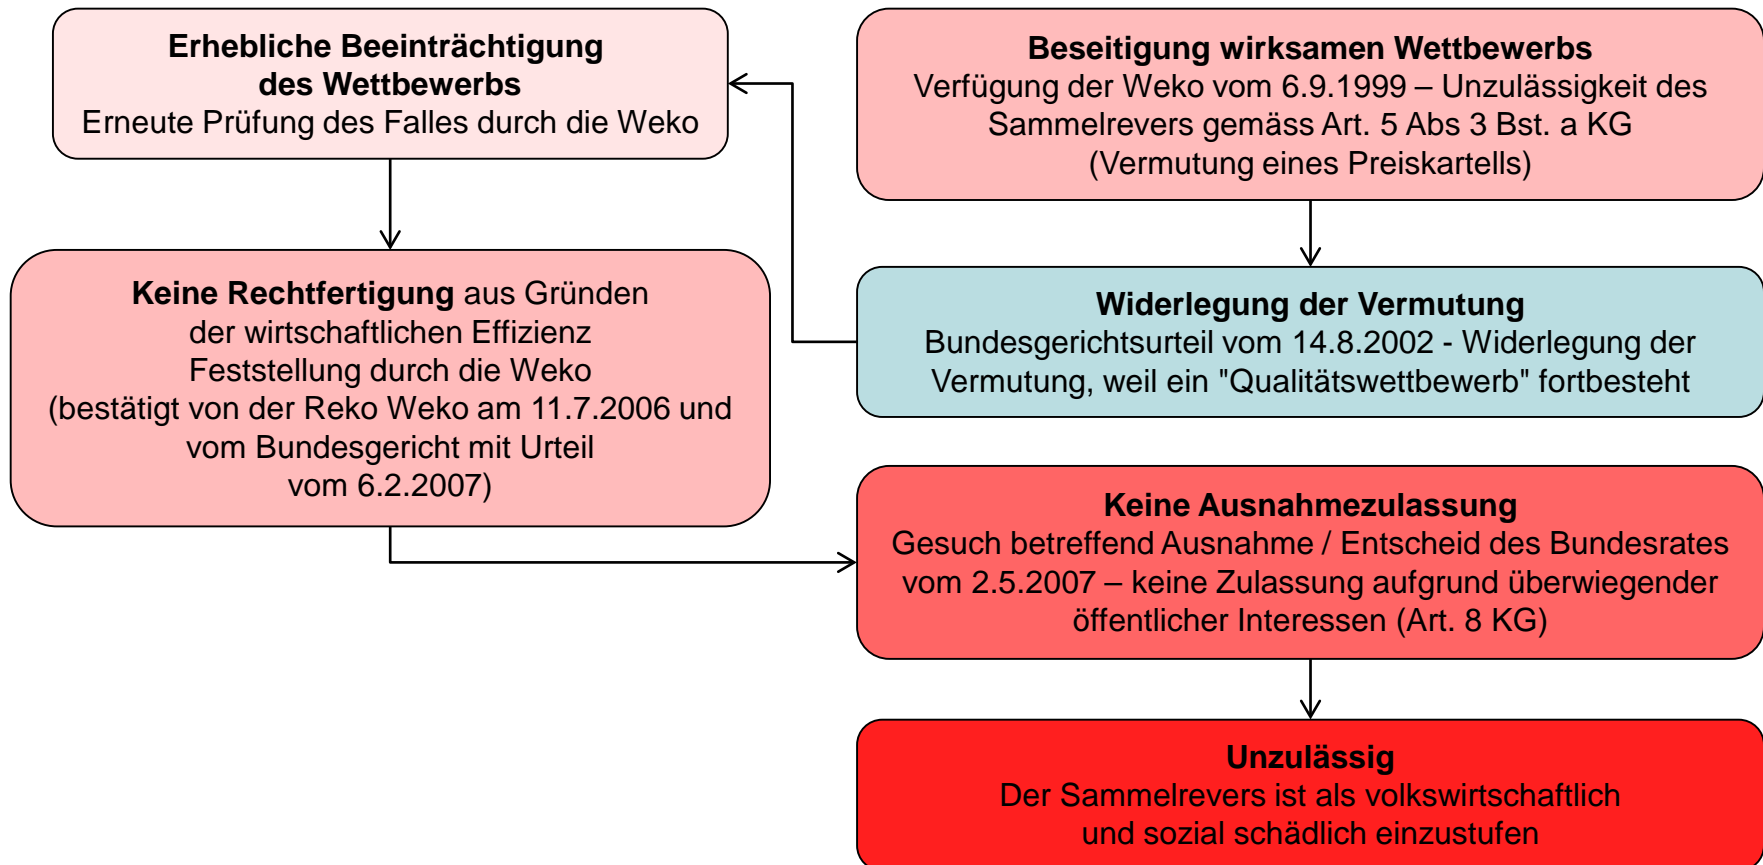 Erhebliche Beeinträchtigung
des Wettbewerbs
Erneute Prüfung des Falles durch die Weko
Beseitigung wirksamen Wettbewerbs
Verfügung der Weko vom 6.9.1999 – Unzulässigkeit des
Sammelrevers gemäss Art. 5 Abs 3 Bst. a KG
(Vermutung eines Preiskartells)
Keine Rechtfertigung aus Gründen
der wirtschaftlichen Effizienz
Feststellung durch die Weko
(bestätigt von der Reko Weko am 11.7.2006 und
vom Bundesgericht mit Urteil
vom 6.2.2007)
Widerlegung der Vermutung
Bundesgerichtsurteil vom 14.8.2002 - Widerlegung der
Vermutung, weil ein "Qualitätswettbewerb" fortbesteht
Keine Ausnahmezulassung
Gesuch betreffend Ausnahme / Entscheid des Bundesrates
vom 2.5.2007 – keine Zulassung aufgrund überwiegender
öffentlicher Interessen (Art. 8 KG)
Unzulässig
Der Sammelrevers ist als volkswirtschaftlich
und sozial schädlich einzustufen